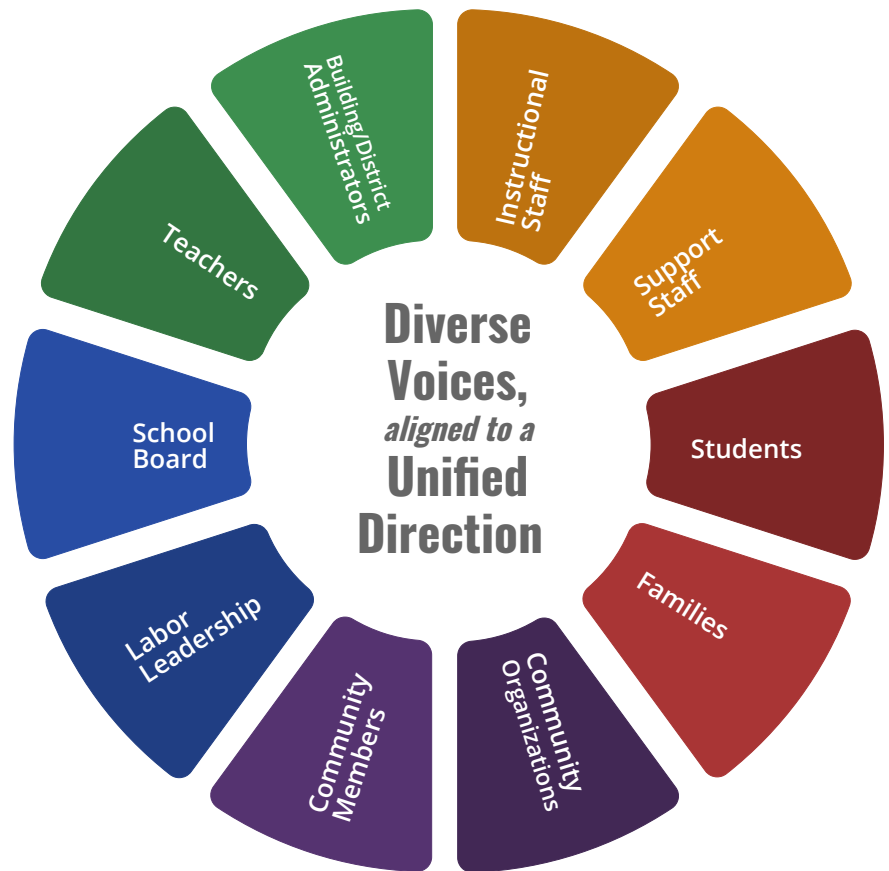 Diverse
Voices,
aligned to a
Unified
Direction
Instructional
Staff
Support
Staff
Students
Families
Community
Organizations
Community
Members
Labor
Leadership
School
Board
Teachers
Building/District
Administrators